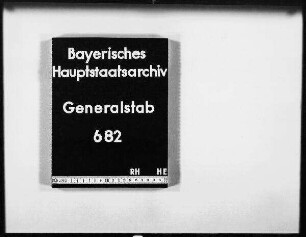 Bayerisches
Hauptstaatsarchiv
Generalstab
682
RH HE